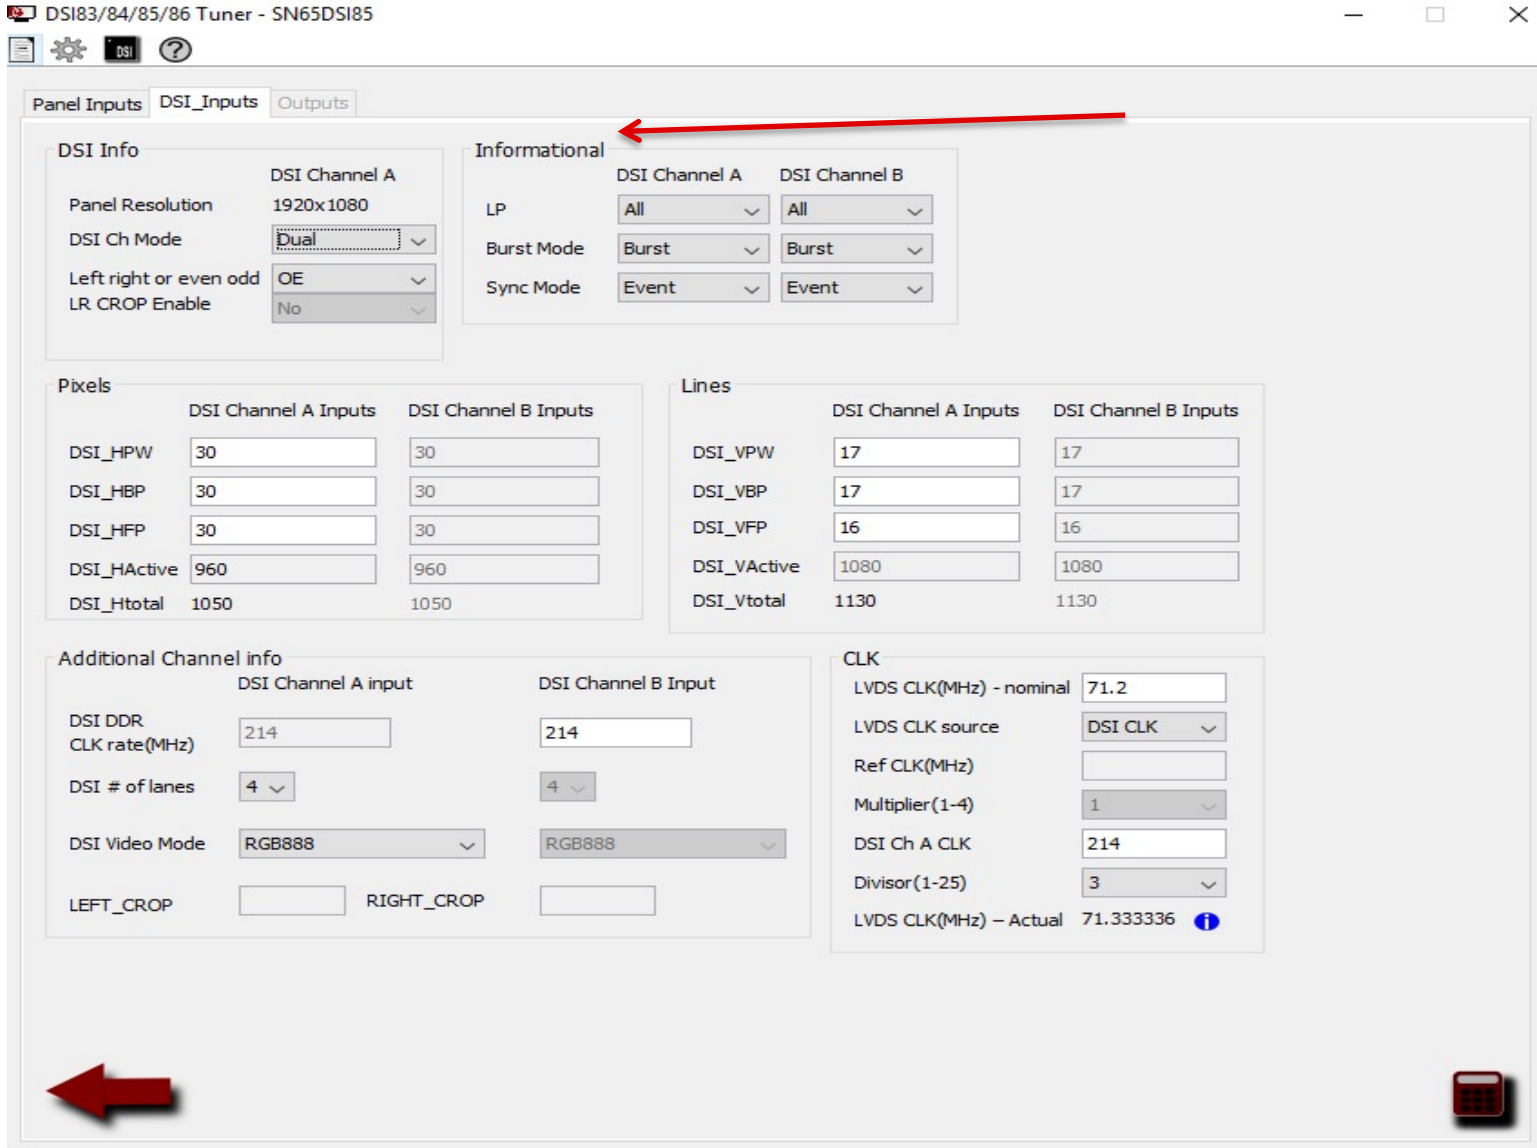 DSI83/84/85/86 Tuner - SN65DSI85
DSI
Panel Inputs DSI_Inputs Outputs
DSI Info
DSI Channel A
Panel Resolution 1920x1080
DSI Ch Mode Dual
Left right or even odd OE
LR CROP Enable No
Informational
DSI Channel A DSI Channel B
LP All All
Burst Mode Burst Burst
Sync Mode Event Event
Pixels
DSI Channel A Inputs DSI Channel B Inputs
DSI_HPW 30 30
DSI_HBP 30 30
DSI_HFP 30 30
DSI_HActive 960 960
DSI_Htotal 1050 1050
Lines
DSI Channel A Inputs DSI Channel B Inputs
DSI_VPW 17 17
DSI_VBP 17 17
DSI_VFP 16 16
DSI_VActive 1080 1080
DSI_Vtotal 1130 1130
Additional Channel info
DSI Channel A input DSI Channel B Input
DSI DDR
CLK rate(MHz) 214 214
DSI # of lanes 4 4
DSI Video Mode RGB888 RGB888
LEFT_CROP RIGHT_CROP
CLK
LVDS CLK(MHz) - nominal 71.2
LVDS CLK source DSI CLK
Ref CLK(MHz)
Multiplier(1-4) 1
DSI Ch A CLK 214
Divisor(1-25) 3
LVDS CLK(MHz) – Actual 71.333336